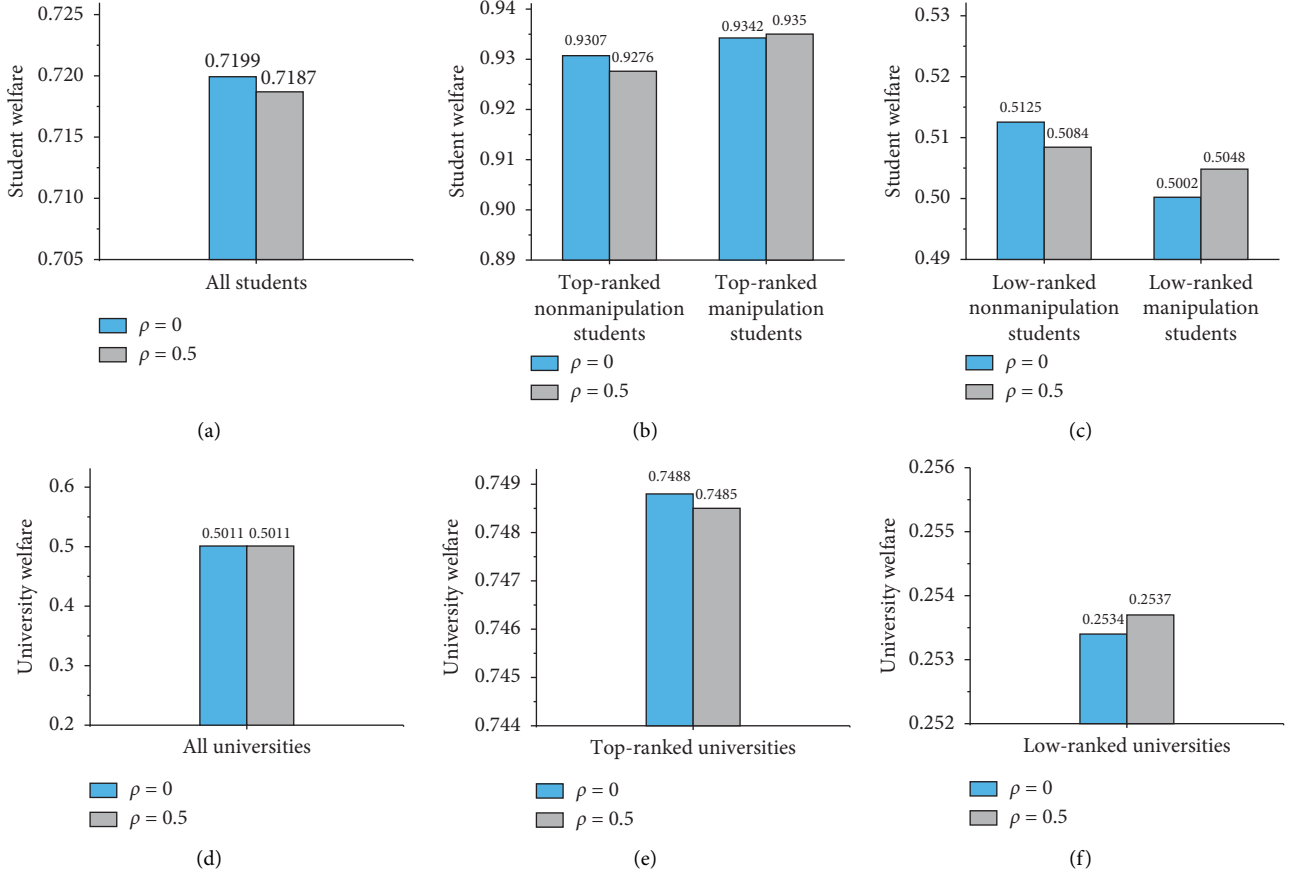 Student welfare
0.725
0.720
0.715
0.710
0.705
0.7199
0.7187
All students
ρ = 0
ρ = 0.5
(a)
Student welfare
0.94
0.93
0.92
0.91
0.90
0.89
0.9307
0.9276
0.9342
0.935
Top-ranked
nonmanipulation
students
Top-ranked
manipulation
students
ρ = 0
ρ = 0.5
(b)
Student welfare
0.53
0.52
0.51
0.50
0.49
0.5125
0.5084
0.5002
0.5048
Low-ranked
nonmanipulation
students
Low-ranked
manipulation
students
ρ = 0
ρ = 0.5
(c)
University welfare
0.6
0.5
0.4
0.3
0.2
0.5011 0.5011
All universities
ρ = 0
ρ = 0.5
(d)
University welfare
0.749
0.748
0.747
0.746
0.745
0.744
0.7488
0.7485
Top-ranked universities
ρ = 0
ρ = 0.5
(e)
University welfare
0.256
0.255
0.254
0.253
0.252
0.2534
0.2537
Low-ranked universities
ρ = 0
ρ = 0.5
(f)